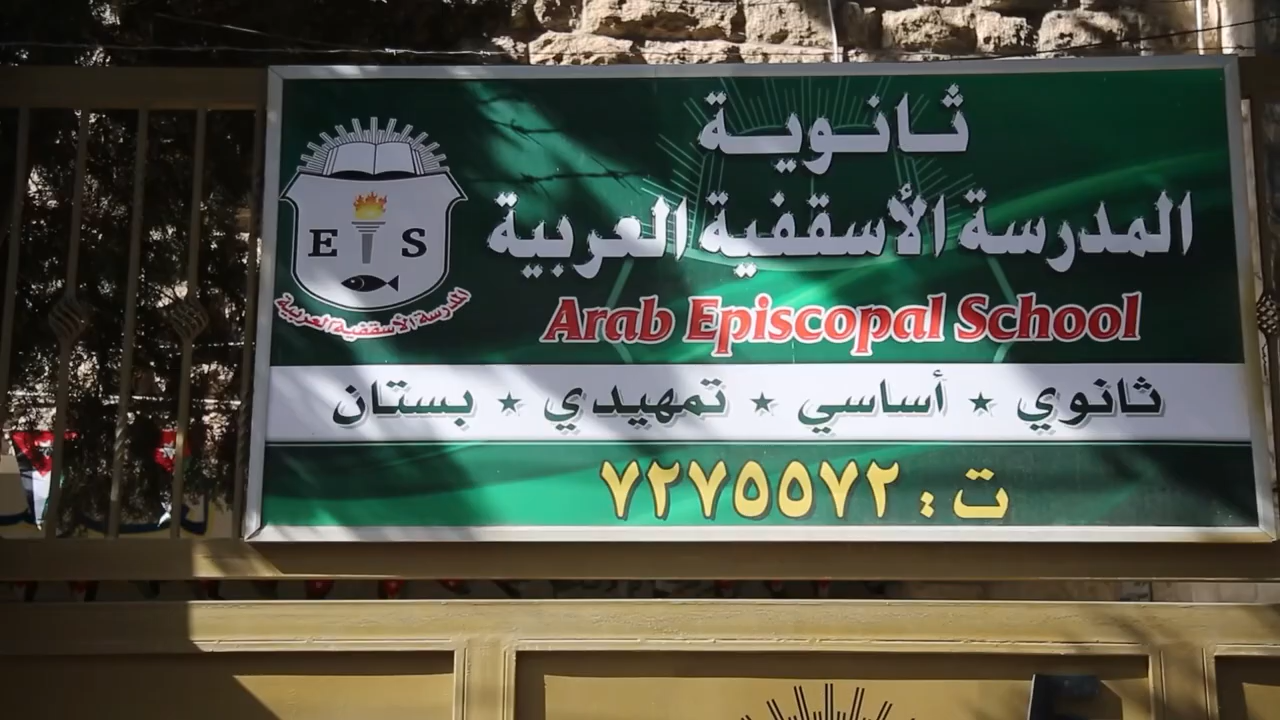 ثانوية
المدرسة الأسقفية العربية
Arab Episcopal School
E S
المدرسة الأسقفية العربية
ثانوي ★ أساسي ★ تمهيدي ★ بستان
ت : ٧٢٧٥٥٧٢